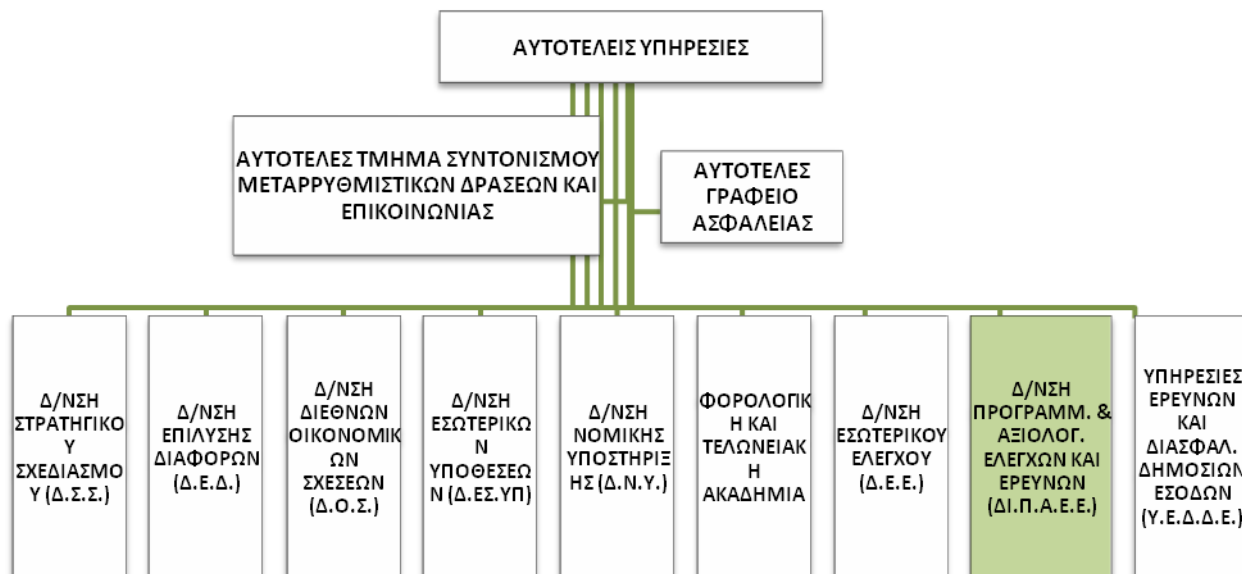 ΑΥΤΟΤΕΛΕΙΣ ΥΠΗΡΕΣΙΕΣ
ΑΥΤΟΤΕΛΕΣ ΤΜΗΜΑ ΣΥΝΤΟΝΙΣΜΟΥ
ΜΕΤΑΡΡΥΘΜΙΣΤΙΚΩΝ ΔΡΑΣΕΩΝ ΚΑΙ
ΕΠΙΚΟΙΝΩΝΙΑΣ
ΑΥΤΟΤΕΛΕΣ
ΓΡΑΦΕΙΟ
ΑΣΦΑΛΕΙΑΣ
Δ/ΝΣΗ
ΣΤΡΑΤΗΓΙΚΟ
Υ
ΣΧΕΔΙΑΣΜΟ
Υ (Δ.Σ.Σ.)
Δ/ΝΣΗ
ΕΠΙΛΥΣΗΣ
ΔΙΑΦΟΡΩΝ
(Δ.Ε.Δ.)
Δ/ΝΣΗ
ΔΙΕΘΝΩΝ
ΟΙΚΟΝΟΜΙΚ
ΩΝ
ΣΧΕΣΕΩΝ
(Δ.Ο.Σ.)
Δ/ΝΣΗ
ΕΣΩΤΕΡΙΚΩ
Ν
ΥΠΟΘΕΣΕΩ
Ν (Δ.ΕΣ.ΥΠ)
Δ/ΝΣΗ
ΝΟΜΙΚΗΣ
ΥΠΟΣΤΗΡΙΞ
ΗΣ (Δ.Ν.Υ.)
ΦΟΡΟΛΟΓΙΚ
Η ΚΑΙ
ΤΕΛΩΝΕΙΑΚ
Η
ΑΚΑΔΗΜΙΑ
Δ/ΝΣΗ
ΕΣΩΤΕΡΙΚΟΥ
ΕΛΕΓΧΟΥ
(Δ.Ε.Ε.)
Δ/ΝΣΗ
ΠΡΟΓΡΑΜΜ. &
ΑΞΙΟΛΟΓ.
ΕΛΕΓΧΩΝ ΚΑΙ
ΕΡΕΥΝΩΝ
(ΔΙ.Π.Α.Ε.Ε.)
ΥΠΗΡΕΣΙΕΣ
ΕΡΕΥΝΩΝ
ΚΑΙ
ΔΙΑΣΦΑΛ.
ΔΗΜΟΣΙΩΝ
ΕΣΟΔΩΝ
(Υ.Ε.Δ.Δ.Ε.)